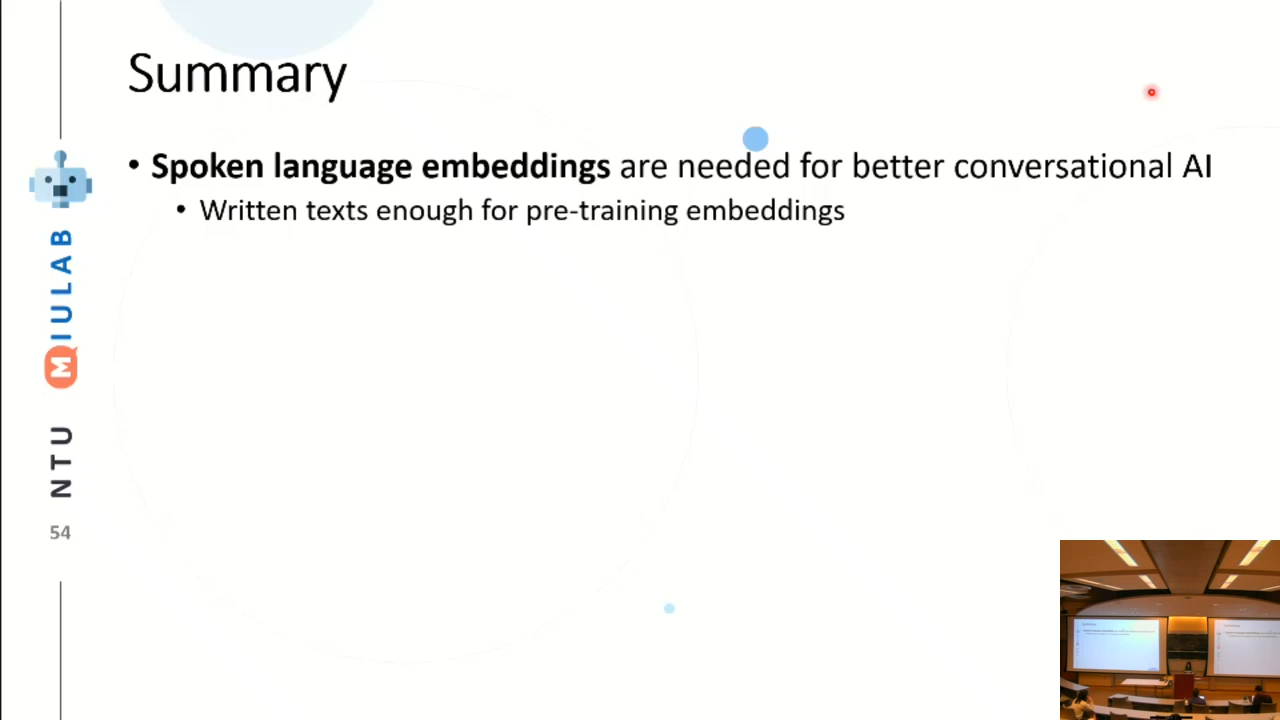 Summary
• Spoken language embeddings are needed for better conversational AI
• Written texts enough for pre-training embeddings
NTU MIULAB
54